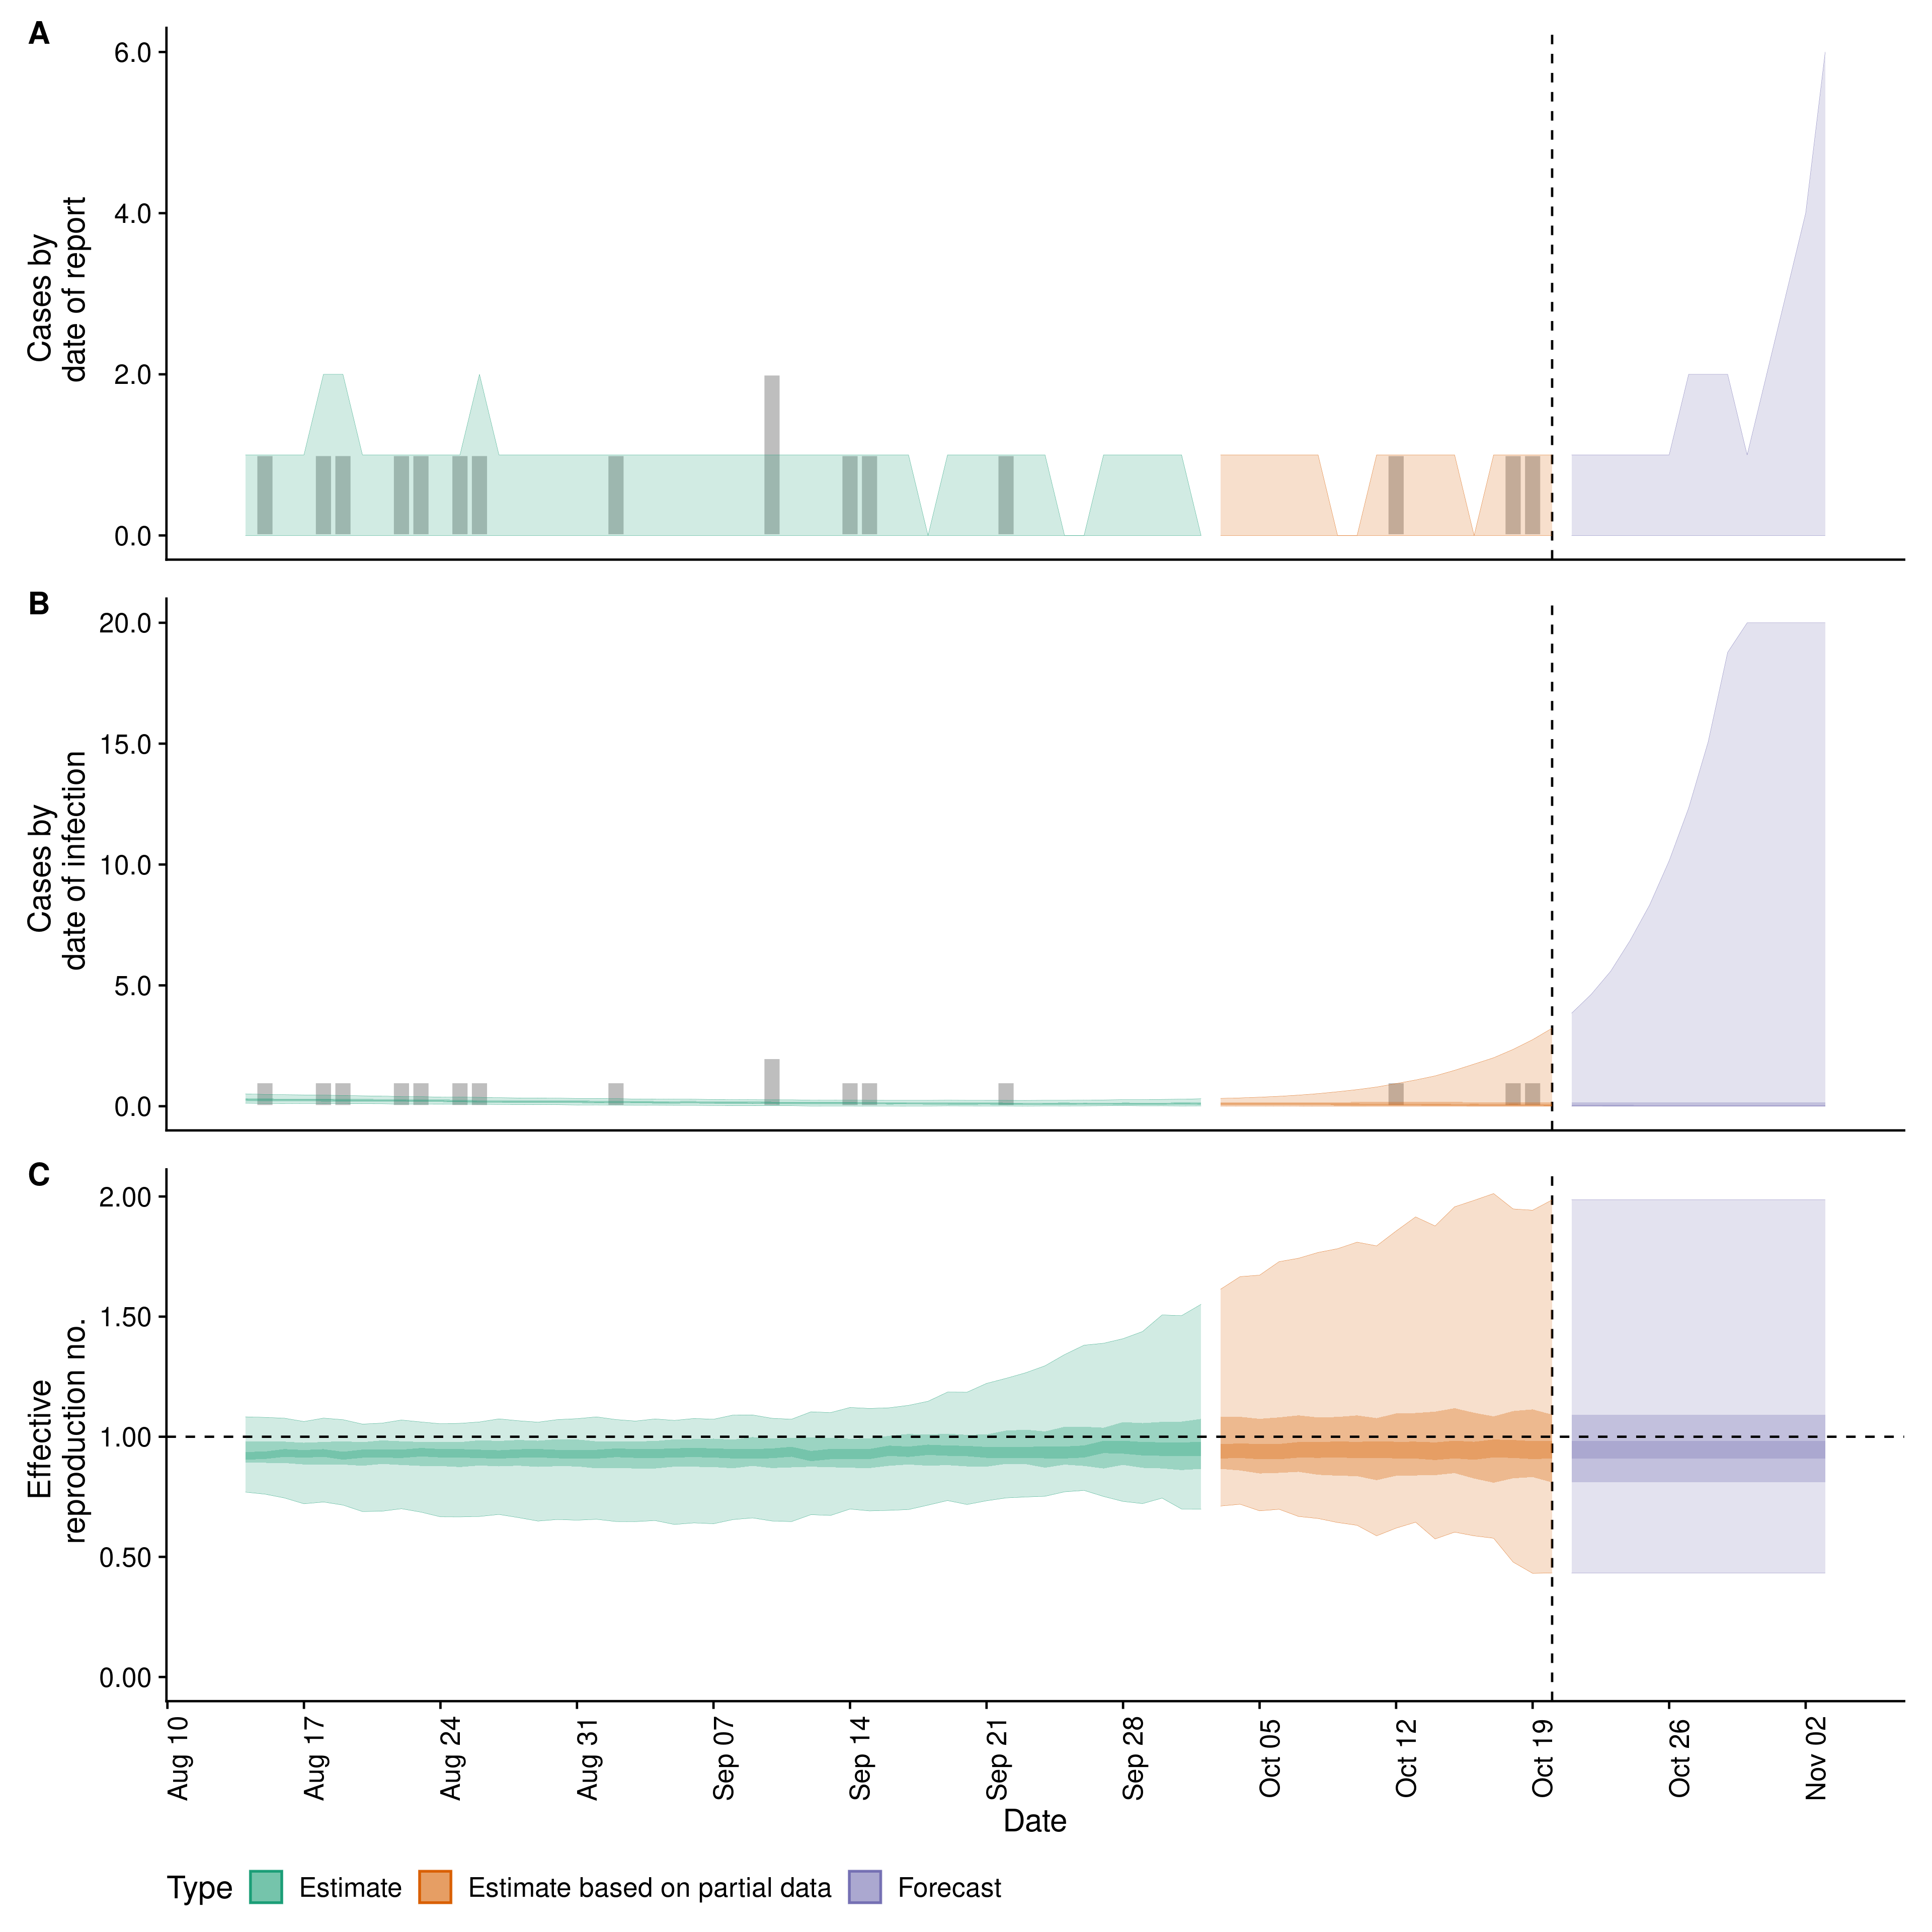 A
Cases by
date of report
6.0
4.0
2.0
0.0
B
Cases by
date of infection
20.0
15.0
10.0
5.0
0.0
C
Effective
reproduction no.
2.00
1.50
1.00
0.50
0.00
Aug 10
Aug 17
Aug 24
Aug 31
Sep 07
Sep 14
Sep 21
Sep 28
Oct 05
Oct 12
Oct 19
Oct 26
Nov 02
Date
Type Estimate Estimate based on partial data Forecast